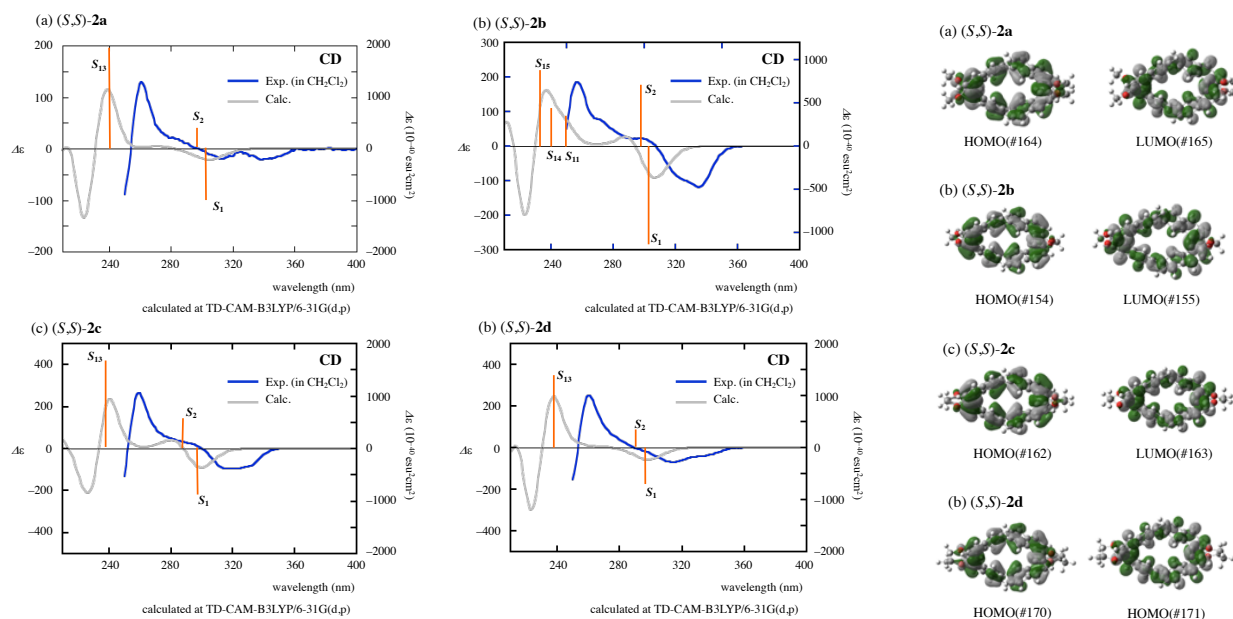 (a) (S,S)-2a
200
100
0
−100
−200
Δε
2000
1000
0
−1000
−2000
Δε (10⁻⁴⁰ esu²cm²)
CD
Exp. (in CH₂Cl₂)
Calc.
S₁₃
S₂
S₁
240 280 320 360 400
wavelength (nm)
calculated at TD-CAM-B3LYP/6-31G(d,p)
(b) (S,S)-2b
300
200
100
0
−100
−200
−300
Δε
1000
500
0
−500
−1000
Δε (10⁻⁴⁰ esu²cm²)
CD
Exp. (in CH₂Cl₂)
Calc.
S₁₅
S₂
S₁₄
S₁₁
S₁
240 280 320 360 400
wavelength (nm)
calculated at TD-CAM-B3LYP/6-31G(d,p)
(c) (S,S)-2c
400
200
0
−200
−400
Δε
2000
1000
0
−1000
−2000
Δε (10⁻⁴⁰ esu²cm²)
CD
Exp. (in CH₂Cl₂)
Calc.
S₁₃
S₂
S₁
240 280 320 360 400
wavelength (nm)
calculated at TD-CAM-B3LYP/6-31G(d,p)
(b) (S,S)-2d
400
200
0
−200
−400
Δε
2000
1000
0
−1000
−2000
Δε (10⁻⁴⁰ esu²cm²)
CD
Exp. (in CH₂Cl₂)
Calc.
S₁₃
S₂
S₁
240 280 320 360 400
wavelength (nm)
calculated at TD-CAM-B3LYP/6-31G(d,p)
(a) (S,S)-2a
HOMO(#164) LUMO(#165)
(b) (S,S)-2b
HOMO(#154) LUMO(#155)
(c) (S,S)-2c
HOMO(#162) LUMO(#163)
(b) (S,S)-2d
HOMO(#170) HOMO(#171)